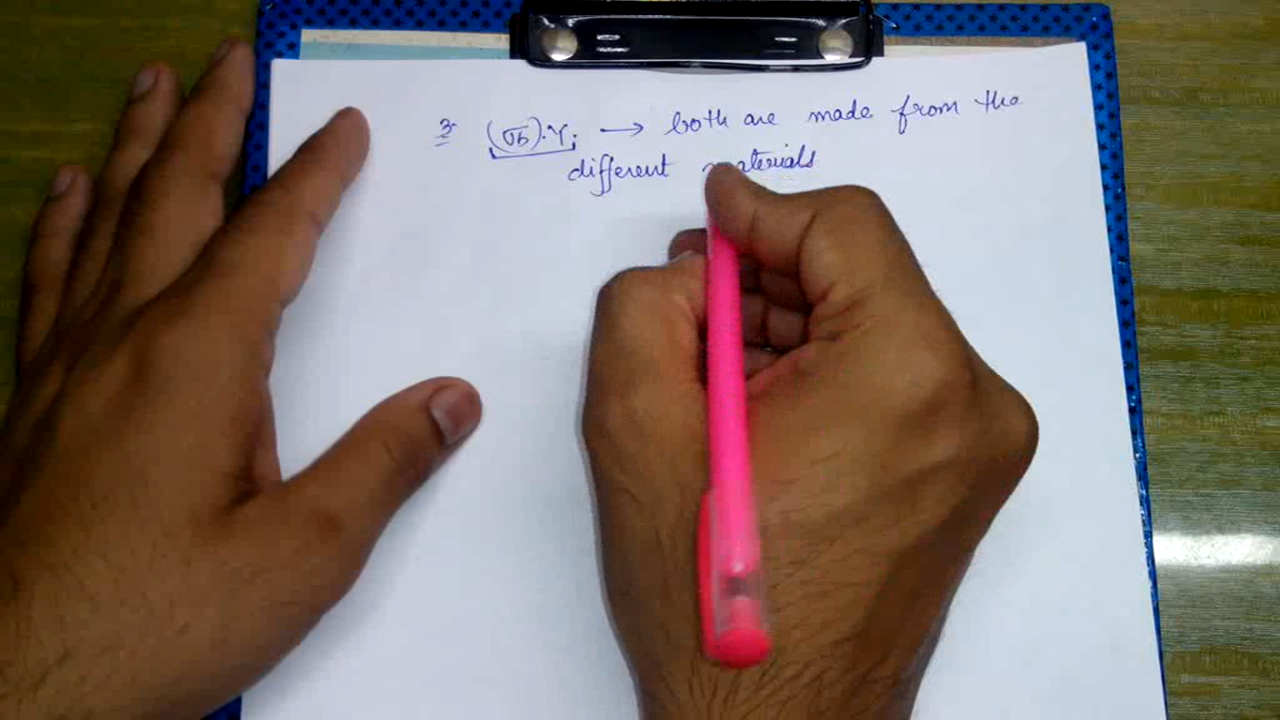 3 (σb).Y. → both are made from the
different materials